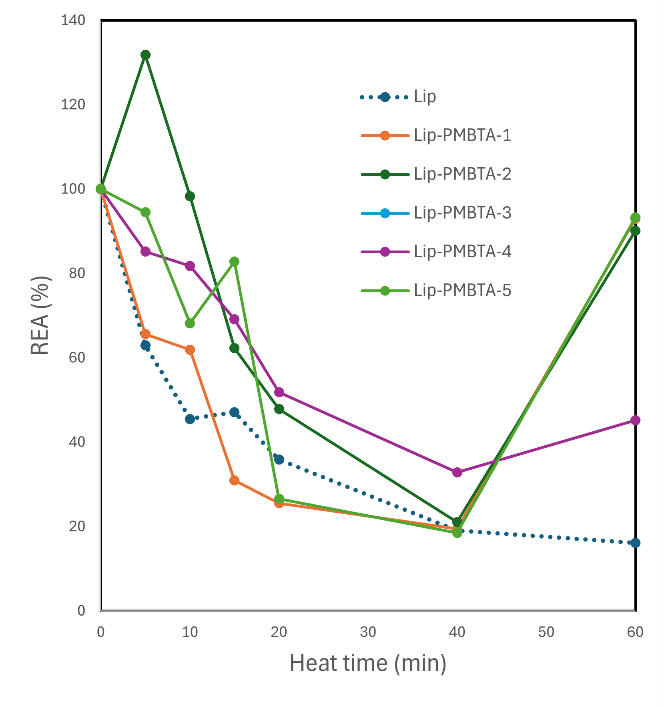 140
120
100
80
60
40
20
0
0 10 20 30 40 50 60
REA (%)
Heat time (min)
Lip
Lip-PMBTA-1
Lip-PMBTA-2
Lip-PMBTA-3
Lip-PMBTA-4
Lip-PMBTA-5